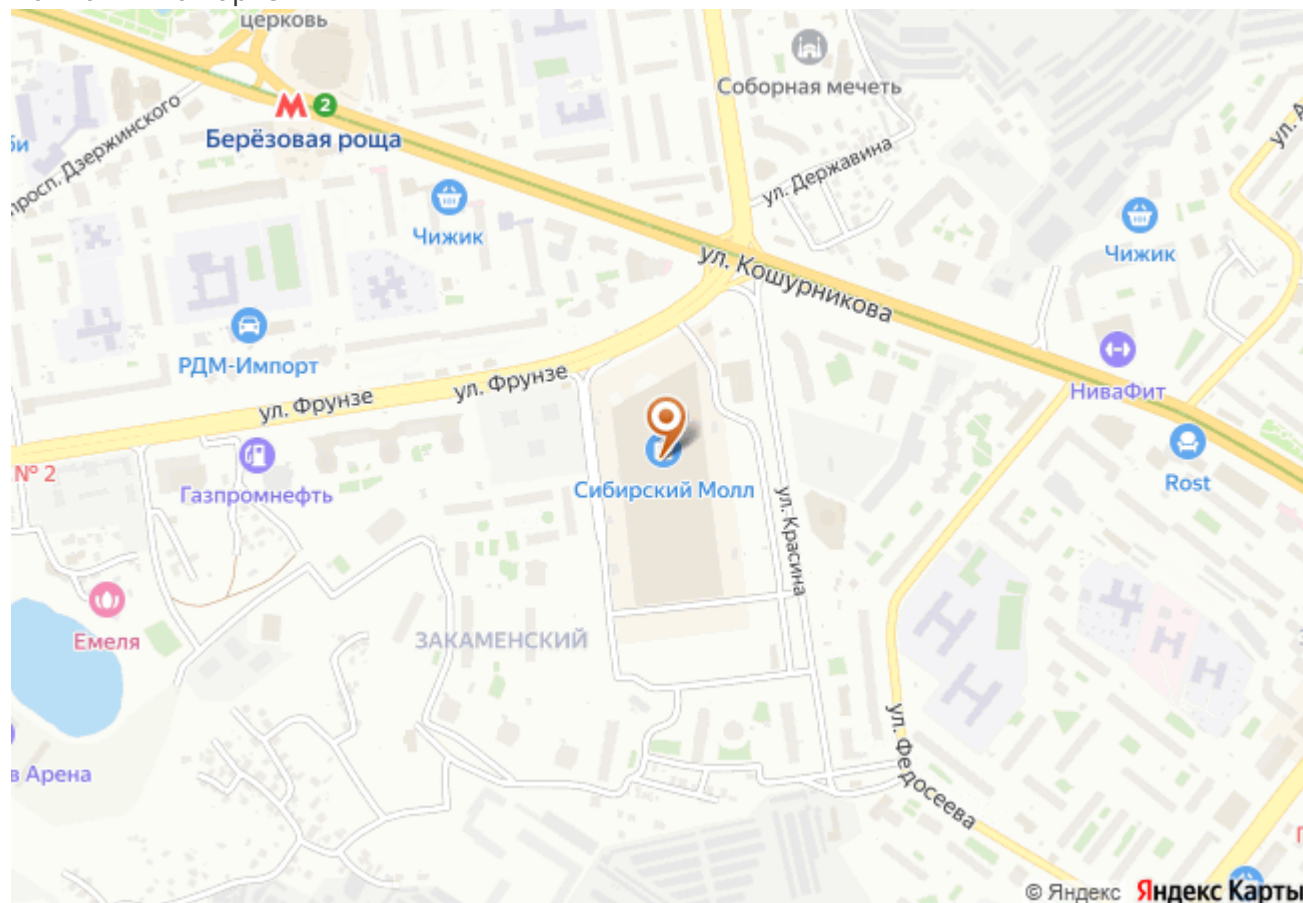 церковь
Соборная мечеть
2
Берёзовая роща
просп. Дзержинского
ул. Державина
Чижик
Чижик
ул. Кошурникова
РДМ-Импорт
ул. Фрунзе
ул. Фрунзе
НиваФит
№ 2
Газпромнефть
Сибирский Молл
Rost
ул. Красина
Емеля
ЗАКАМЕНСКИЙ
в Арена
ул. Федосеева
© Яндекс Яндекс Карты